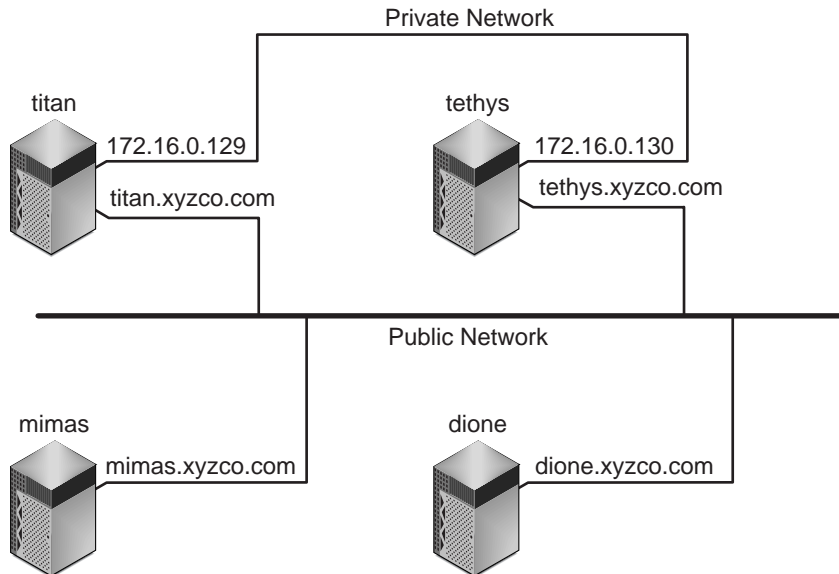 Private Network
titan
tethys
172.16.0.129
172.16.0.130
titan.xyzco.com
tethys.xyzco.com
Public Network
mimas
dione
mimas.xyzco.com
dione.xyzco.com